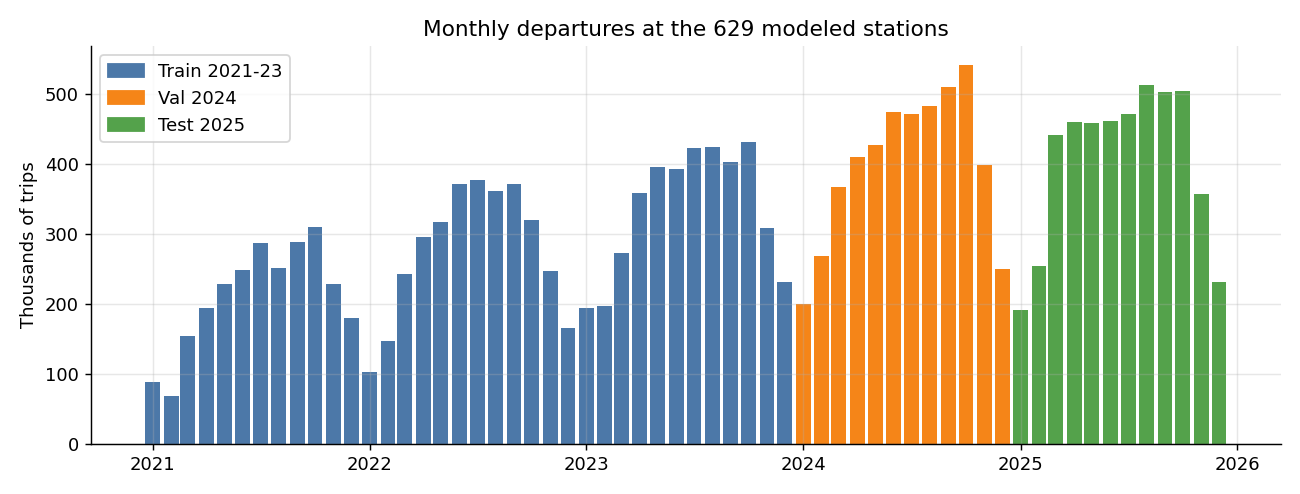 Monthly departures at the 629 modeled stations
Train 2021-23
Val 2024
Test 2025
Thousands of trips
500
400
300
200
100
0
2021 2022 2023 2024 2025 2026